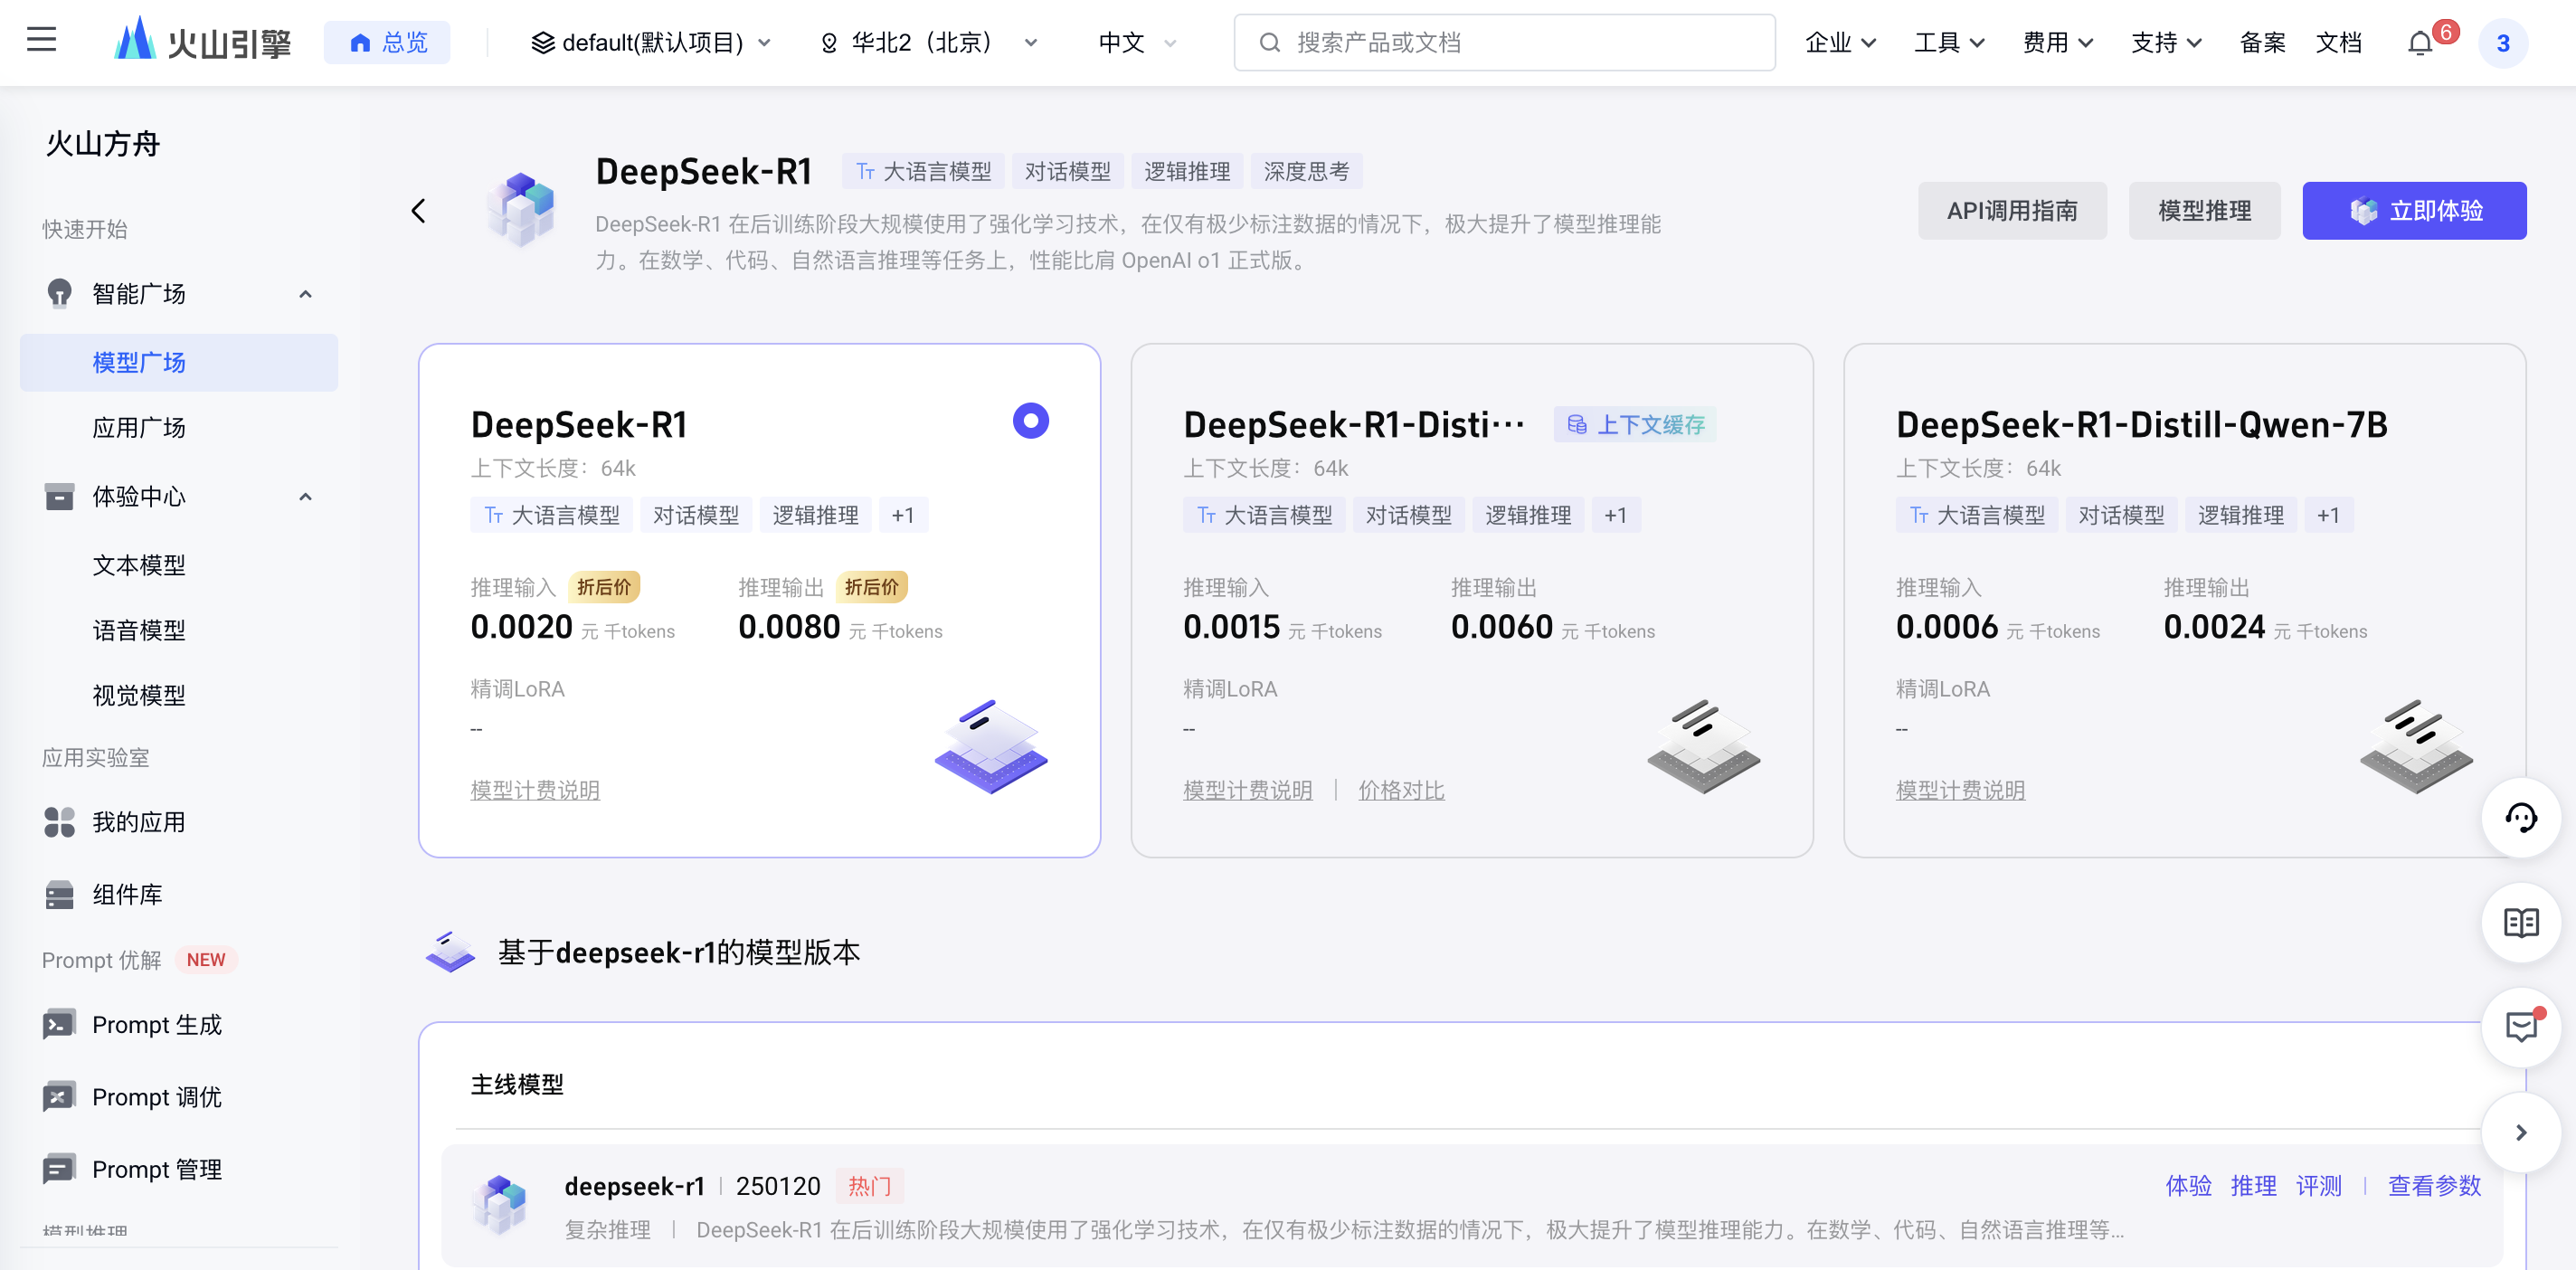 火山引擎 总览 default(默认项目) 华北2（北京） 中文 搜索产品或文档 企业 工具 费用 支持 备案 文档 6 3
火山方舟
快速开始
智能广场
模型广场
应用广场
体验中心
文本模型
语音模型
视觉模型
应用实验室
我的应用
组件库
Prompt 优解 NEW
Prompt 生成
Prompt 调优
Prompt 管理
模型推理
DeepSeek-R1 Tт 大语言模型 对话模型 逻辑推理 深度思考
DeepSeek-R1 在后训练阶段大规模使用了强化学习技术，在仅有极少标注数据的情况下，极大提升了模型推理能
力。在数学、代码、自然语言推理等任务上，性能比肩 OpenAI o1 正式版。
API调用指南 模型推理 立即体验
DeepSeek-R1
上下文长度：64k
Tт 大语言模型 对话模型 逻辑推理 +1
推理输入 折后价 推理输出 折后价
0.0020 元 千tokens 0.0080 元 千tokens
精调LoRA
--
模型计费说明
DeepSeek-R1-Disti··· 上下文缓存
上下文长度：64k
Tт 大语言模型 对话模型 逻辑推理 +1
推理输入 推理输出
0.0015 元 千tokens 0.0060 元 千tokens
精调LoRA
--
模型计费说明 | 价格对比
DeepSeek-R1-Distill-Qwen-7B
上下文长度：64k
Tт 大语言模型 对话模型 逻辑推理 +1
推理输入 推理输出
0.0006 元 千tokens 0.0024 元 千tokens
精调LoRA
--
模型计费说明
基于deepseek-r1的模型版本
主线模型
deepseek-r1 | 250120 热门 体验 推理 评测 | 查看参数
复杂推理 | DeepSeek-R1 在后训练阶段大规模使用了强化学习技术，在仅有极少标注数据的情况下，极大提升了模型推理能力。在数学、代码、自然语言推理等...